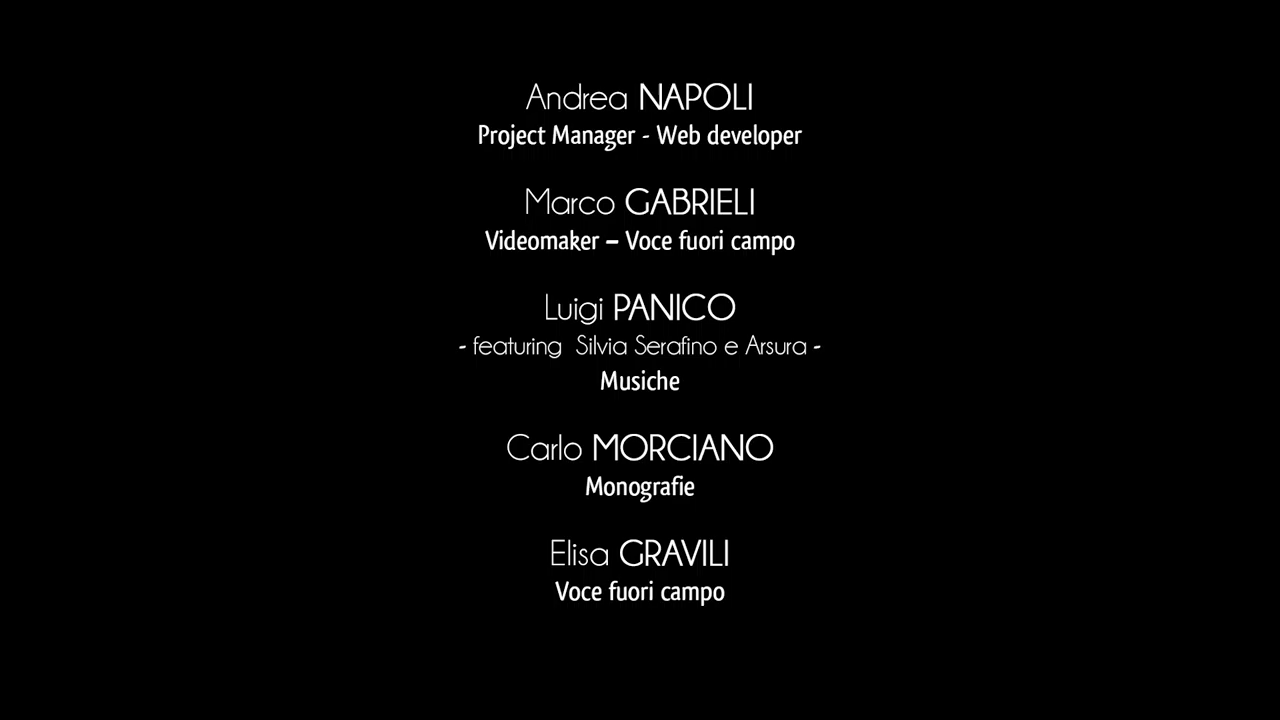 Andrea NAPOLI
Project Manager - Web developer
Marco GABRIELI
Videomaker – Voce fuori campo
Luigi PANICO
- featuring  Silvia Serafino e Arsura -
Musiche
Carlo MORCIANO
Monografie
Elisa GRAVILI
Voce fuori campo